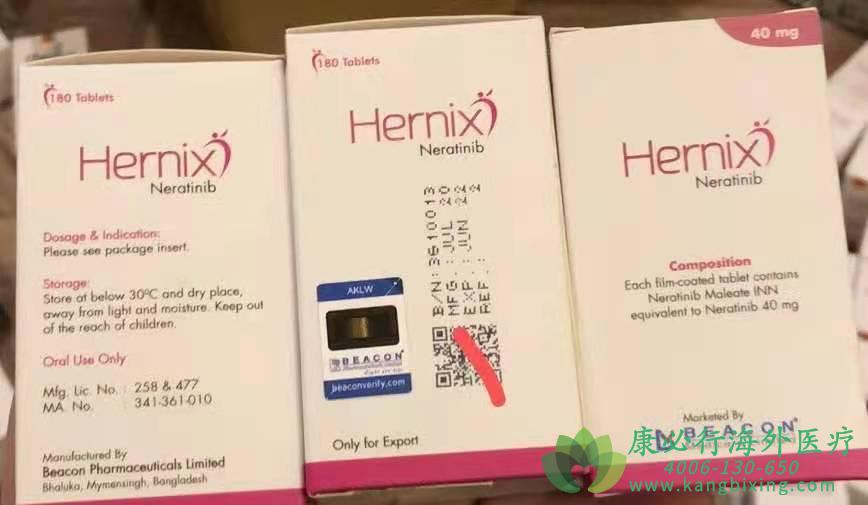 180 Tablets
Hernix
Neratinib
Dosage & Indication:
Please see package insert.
Storage:
Store at below 30ºC and dry place,
away from light and moisture. Keep out
of the reach of children.
Oral Use Only
Mfg. Lic. No. : 258 & 477
MA. No. : 341-361-010
Manufactured By
Beacon Pharmaceuticals Limited
Bhaluka, Mymensingh, Bangladesh
180 Tablets
Hernix
Neratinib
B/N: 3610013
MFG.: JUL 20
EXP.: JUN 22
REF.: 2
AKLW
BEACON
beaconverify.com
Only for Export
40 mg
Hernix
Neratinib
Composition
Each film-coated tablet contains
Neratinib Maleate INN
equivalent to Neratinib 40 mg
Marketed By
BEACON
康必行海外医疗
4006-130-650
www.kangbixing.com